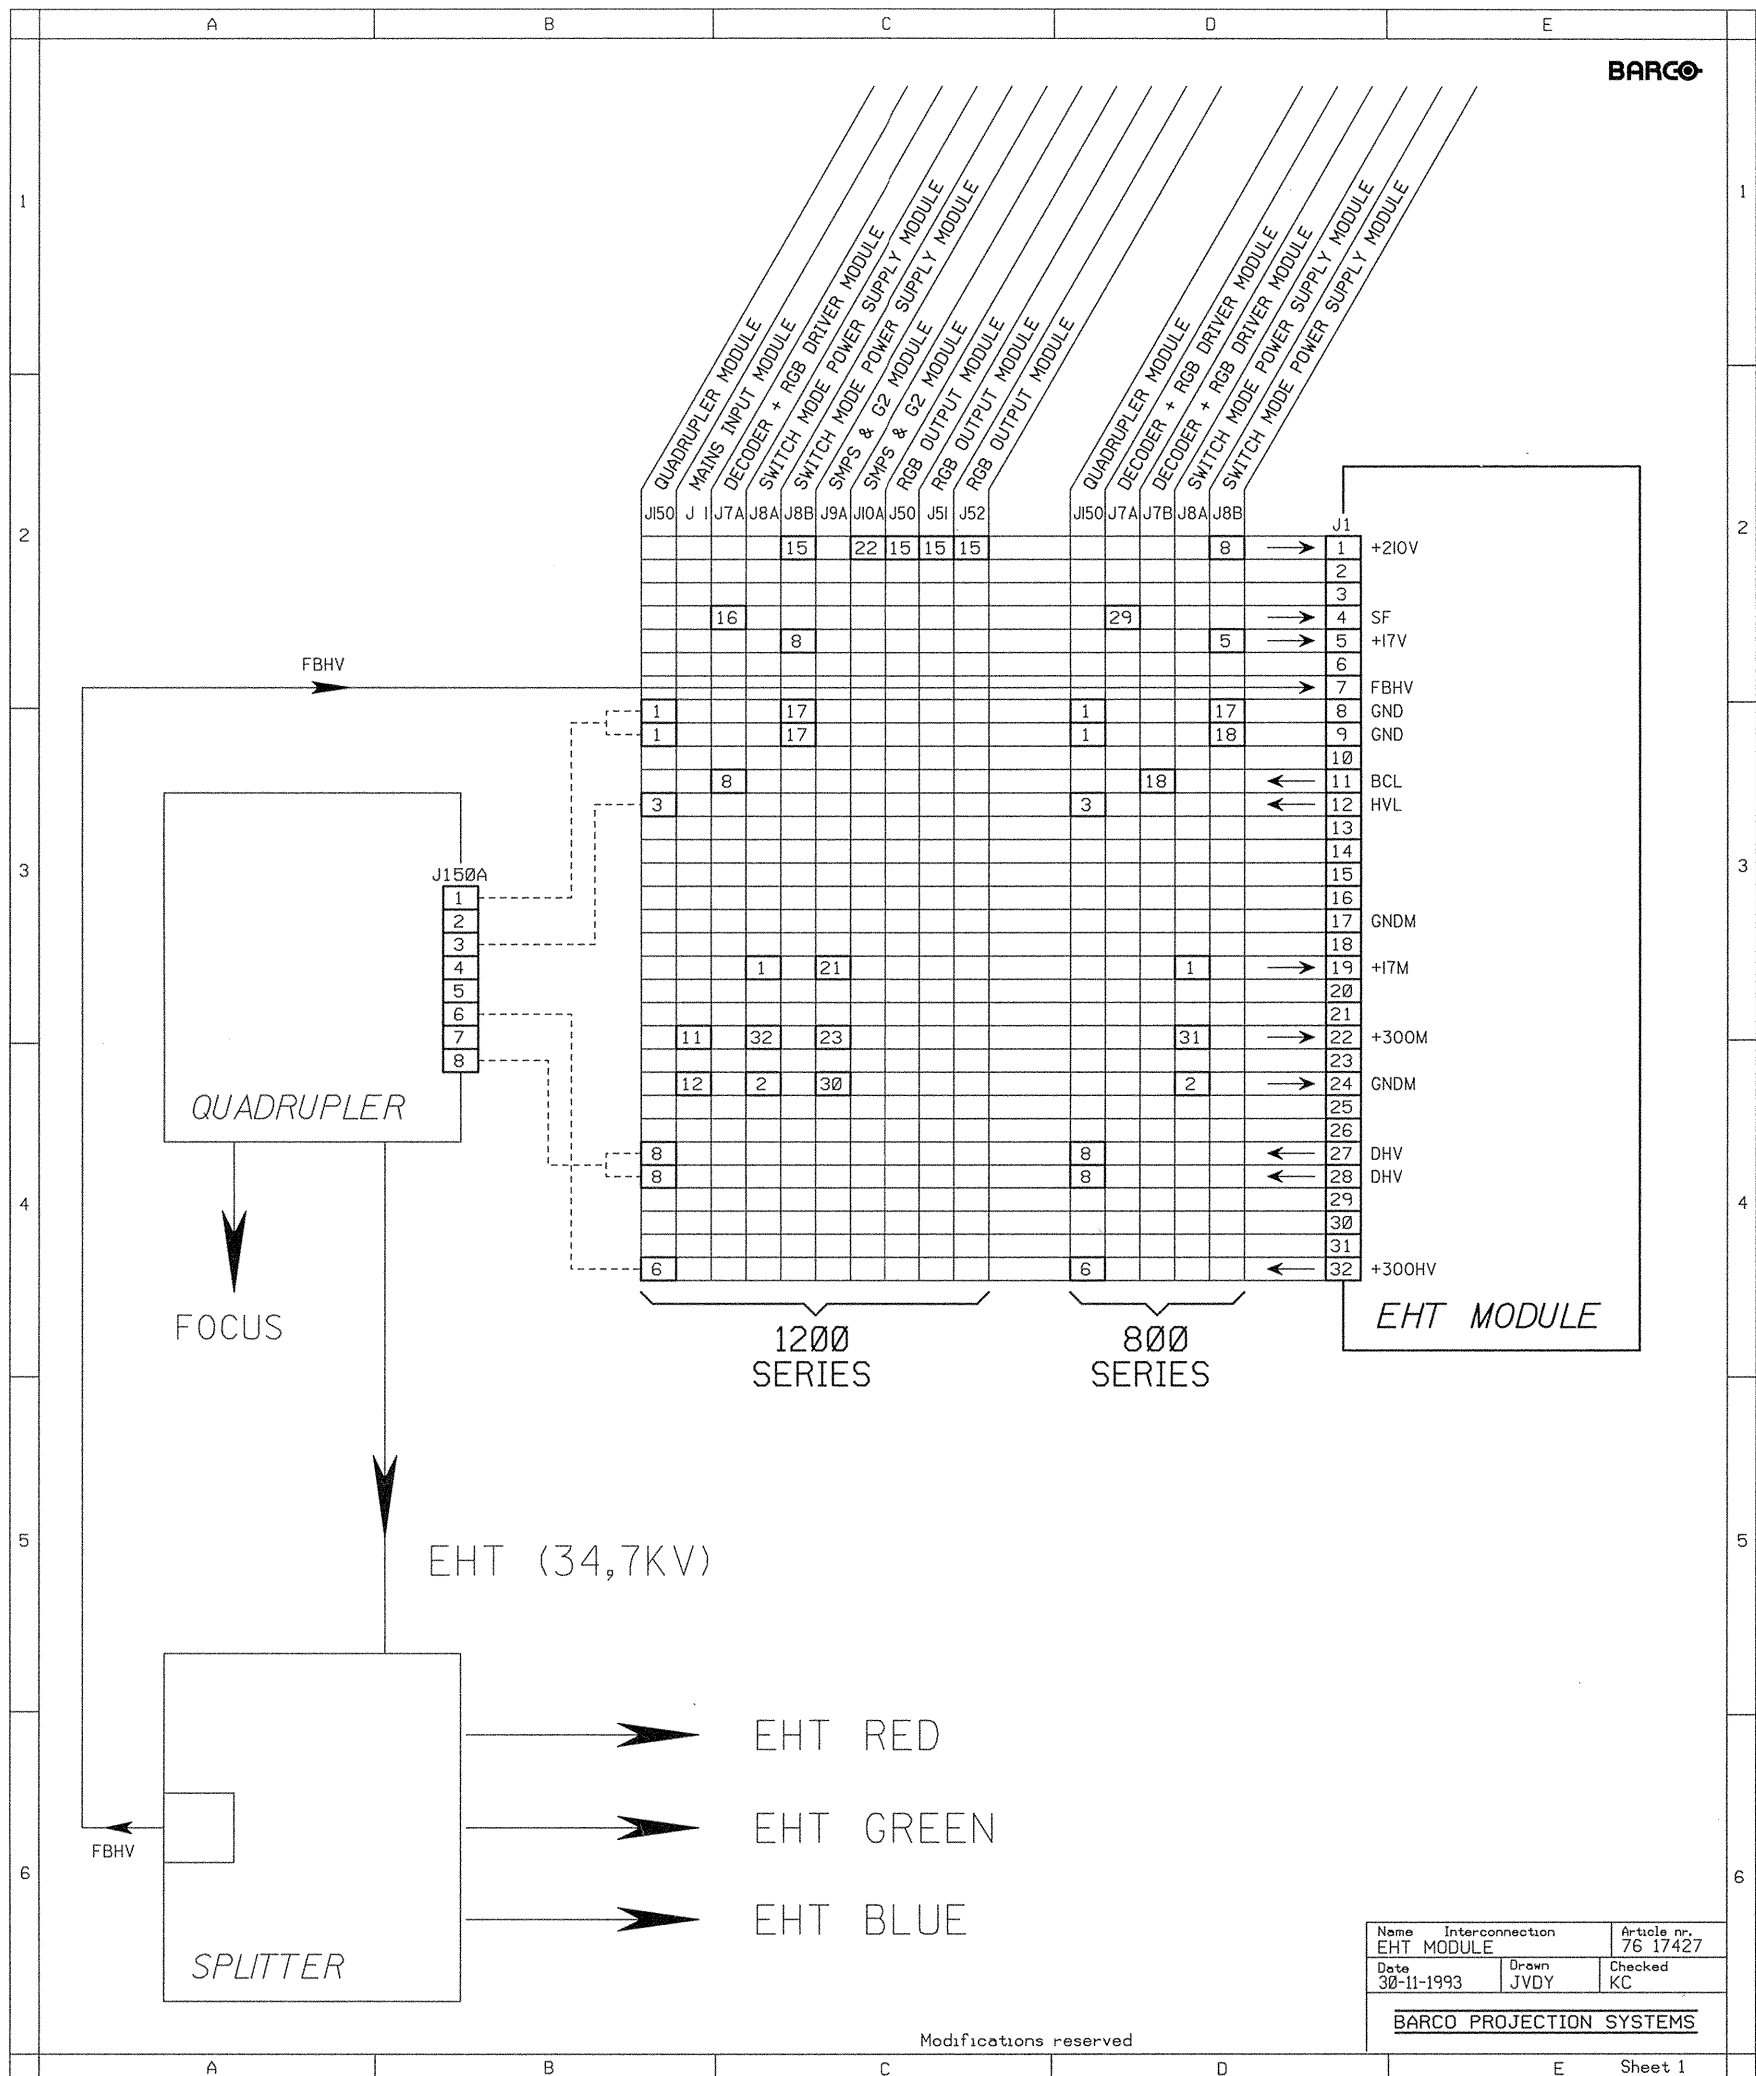 A B C D E
BARCO
1 1
QUADRUPLER MODULE
MAINS INPUT MODULE
DECODER + RGB DRIVER MODULE
SWITCH MODE POWER SUPPLY MODULE
SWITCH MODE POWER SUPPLY MODULE
SMPS & G2 MODULE
SMPS & G2 MODULE
RGB OUTPUT MODULE
RGB OUTPUT MODULE
RGB OUTPUT MODULE
QUADRUPLER MODULE
DECODER + RGB DRIVER MODULE
DECODER + RGB DRIVER MODULE
SWITCH MODE POWER SUPPLY MODULE
SWITCH MODE POWER SUPPLY MODULE
J150 J1 J7A J8A J8B J9A J10A J50 J51 J52 J150 J7A J7B J8A J8B J1
2 2
15 22 15 15 15 8 1 +210V
2
3
16 29 4 SF
8 5 5 +17V
6
FBHV
7 FBHV
1 17 1 17 8 GND
1 17 1 18 9 GND
10
8 18 11 BCL
3 3 12 HVL
13
14
3 3
15
J150A
1
2
3
4
5
6
7
8
16
17 GNDM
18
1 21 1 19 +17M
20
21
11 32 23 31 22 +300M
23
12 2 30 2 24 GNDM
25
QUADRUPLER
26
8 8 27 DHV
8 8 28 DHV
29
4 4
30
31
6 6 32 +300HV
FOCUS
EHT MODULE
1200
SERIES
800
SERIES
5 5
EHT (34,7KV)
EHT RED
EHT GREEN
FBHV
6 6
EHT BLUE
SPLITTER
Name Interconnection
EHT MODULE
Article nr.
76 17427
Date
30-11-1993
Drawn
JVDY
Checked
KC
BARCO PROJECTION SYSTEMS
Modifications reserved
A B C D E Sheet 1